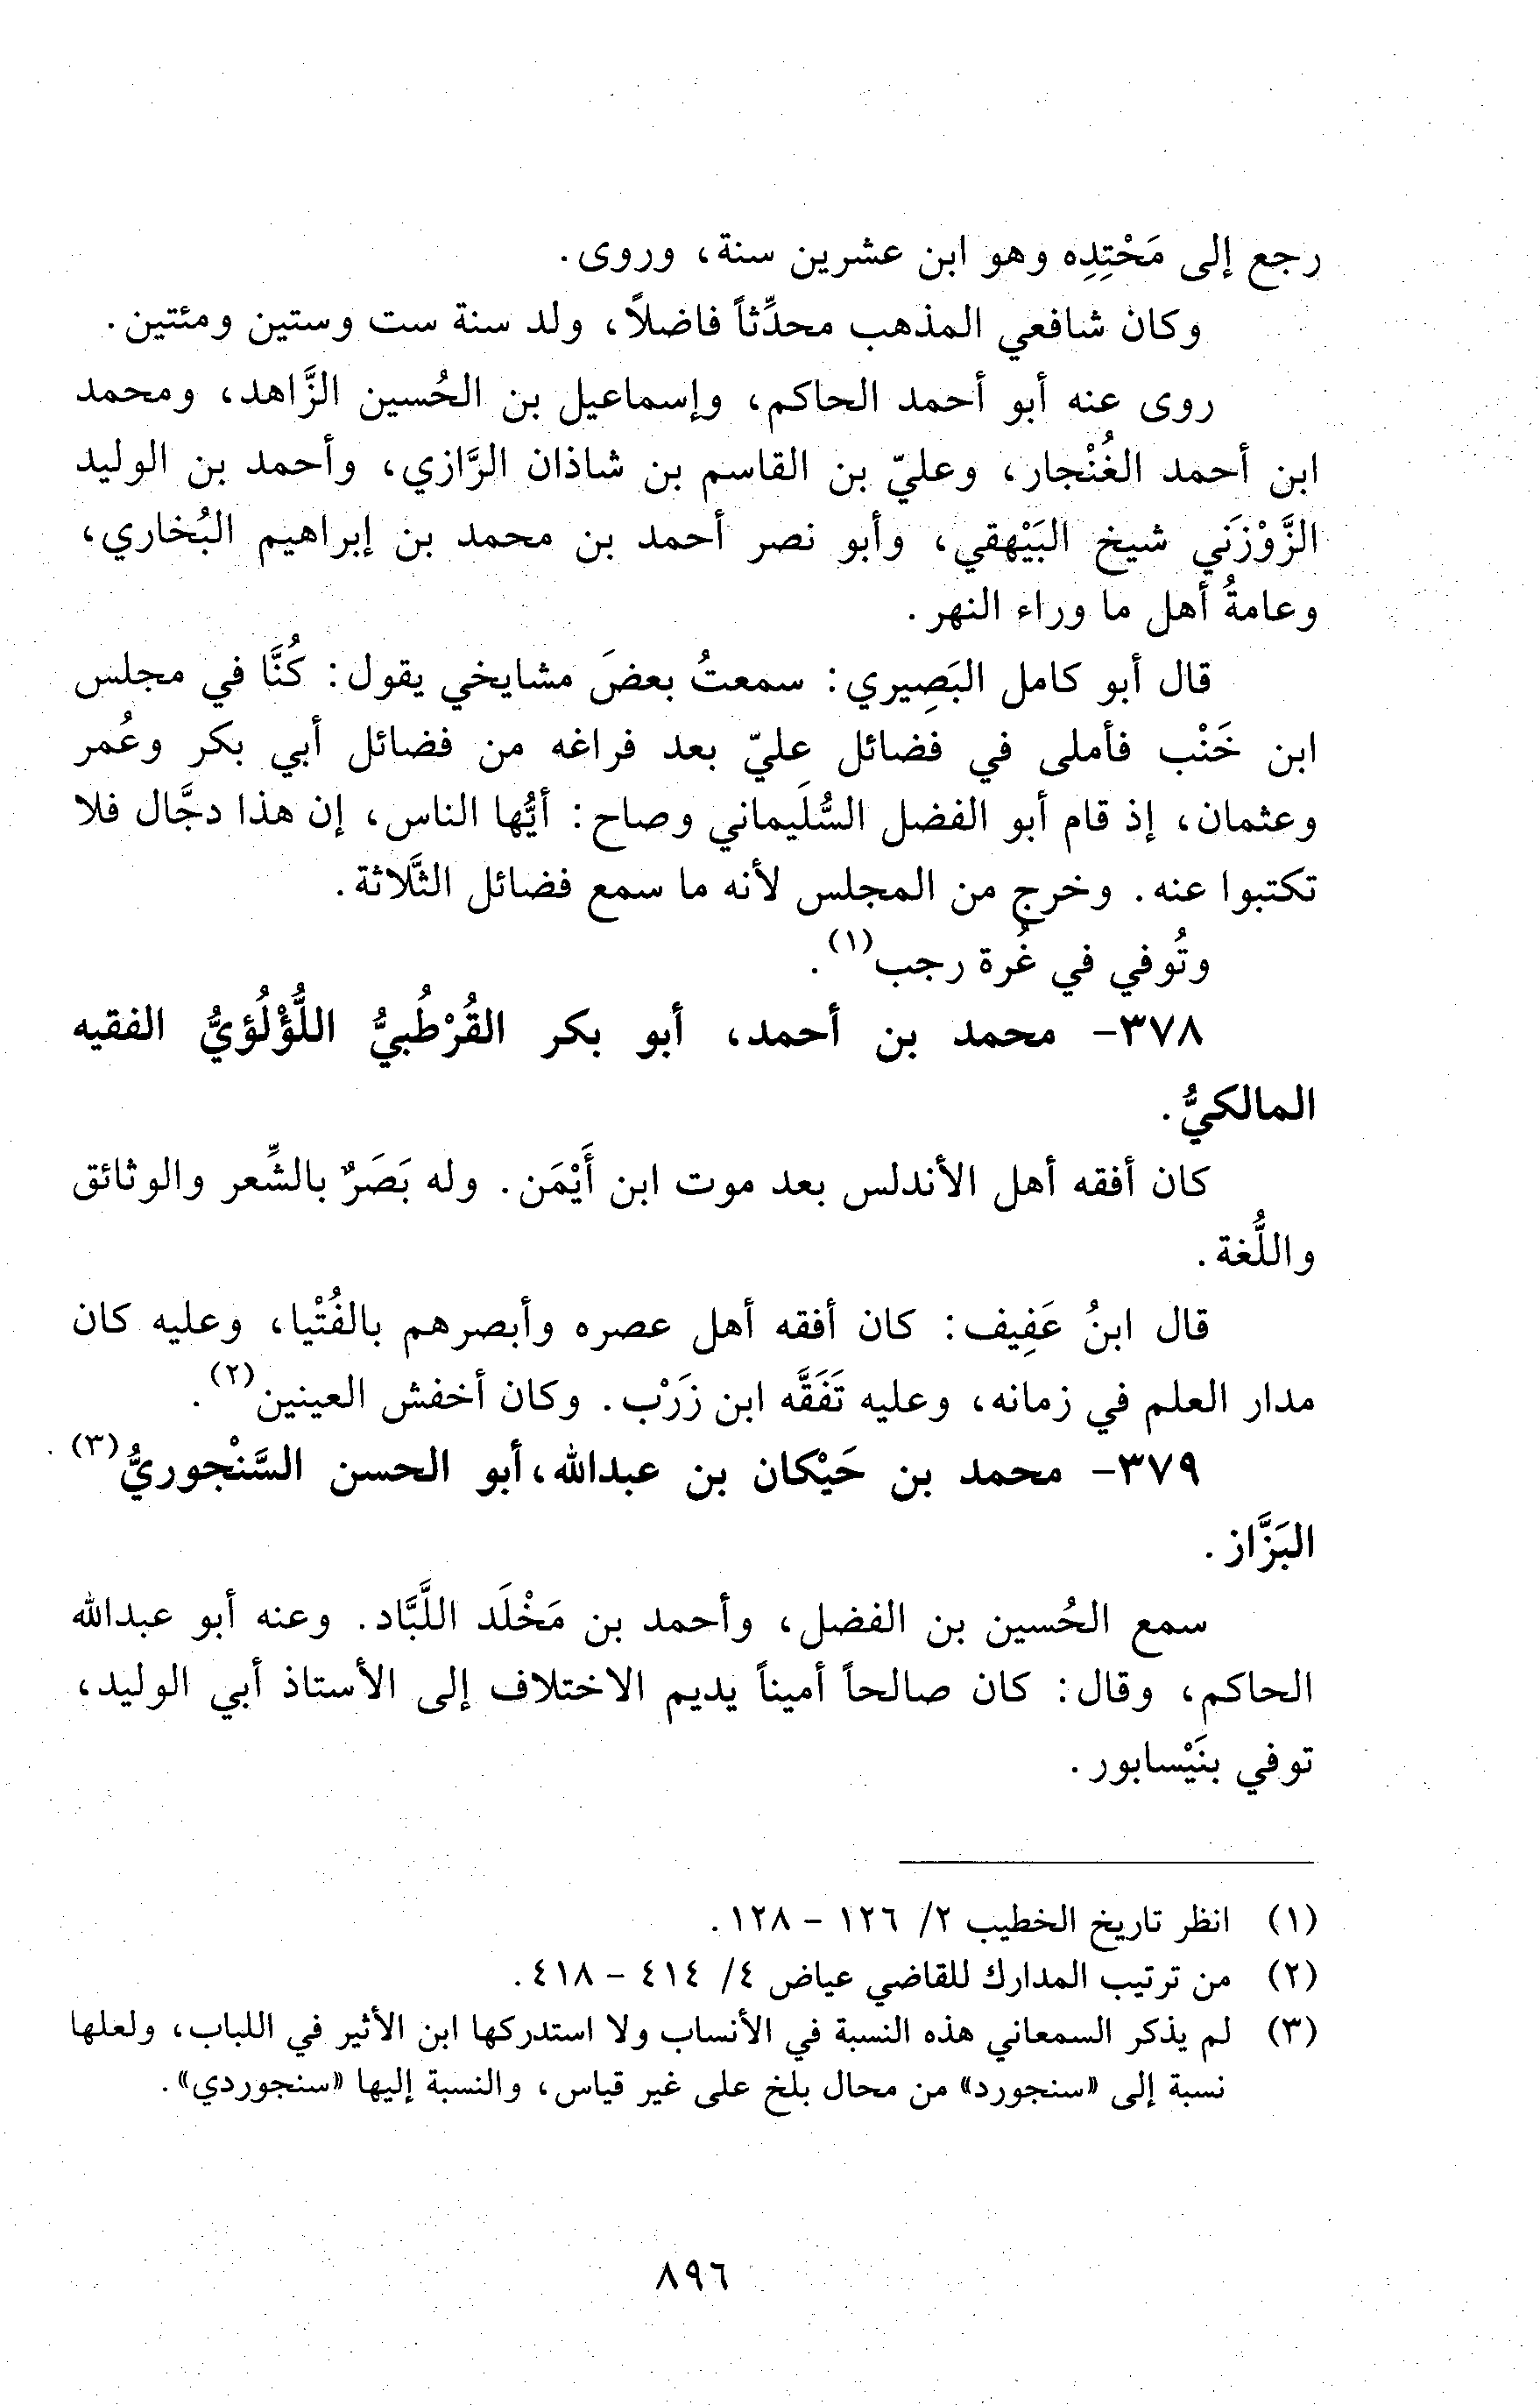 رجع إلى مَحْتِدِه وهو ابن عشرين سنة، وروى.
وكان شافعي المذهب محدِّثاً فاضلاً، ولد سنة ست وستين ومئتين.
روى عنه أبو أحمد الحاكم، وإسماعيل بن الحُسين الزَّاهد، ومحمد
ابن أحمد الغُنْجار، وعليّ بن القاسم بن شاذان الرَّازي، وأحمد بن الوليد
الزَّوْزَني شيخ البَيْهقي، وأبو نصر أحمد بن محمد بن إبراهيم البُخاري،
وعامةُ أهل ما وراء النهر.
قال أبو كامل البَصِيري: سمعتُ بعضَ مشايخي يقول: كُنَّا في مجلس
ابن خَنْب فأملى في فضائل عليّ بعد فراغه من فضائل أبي بكر وعُمر
وعثمان، إذ قام أبو الفضل السُّلَيماني وصاح: أيُّها الناس، إن هذا دجَّال فلا
تكتبوا عنه. وخرج من المجلس لأنه ما سمع فضائل الثَّلاثة.
وتُوفي في غُرة رجب(١).
٣٧٨- محمد بن أحمد، أبو بكر القُرْطُبيُّ اللُّؤْلُؤيُّ الفقيه
المالكيُّ.
كان أفقه أهل الأندلس بعد موت ابن أَيْمَن. وله بَصَرٌ بالشِّعر والوثائق
واللُّغة.
قال ابنُ عَفِيف: كان أفقه أهل عصره وأبصرهم بالفُتْيا، وعليه كان
مدار العلم في زمانه، وعليه تَفَقَّه ابن زَرْب. وكان أخفش العينين(٢).
٣٧٩- محمد بن حَيْكان بن عبدالله، أبو الحسن السَّنْجوريُّ(٣)
البَزَّاز.
سمع الحُسين بن الفضل، وأحمد بن مَخْلَد اللَّبَّاد. وعنه أبو عبدالله
الحاكم، وقال: كان صالحاً أميناً يديم الاختلاف إلى الأستاذ أبي الوليد،
توفي بنَيْسابور.
(١) انظر تاريخ الخطيب ٢/ ١٢٦ - ١٢٨.
(٢) من ترتيب المدارك للقاضي عياض ٤/ ٤١٤ - ٤١٨.
(٣) لم يذكر السمعاني هذه النسبة في الأنساب ولا استدركها ابن الأثير في اللباب، ولعلها
نسبة إلى «سنجورد» من محال بلخ على غير قياس، والنسبة إليها «سنجوردي».
٨٩٦